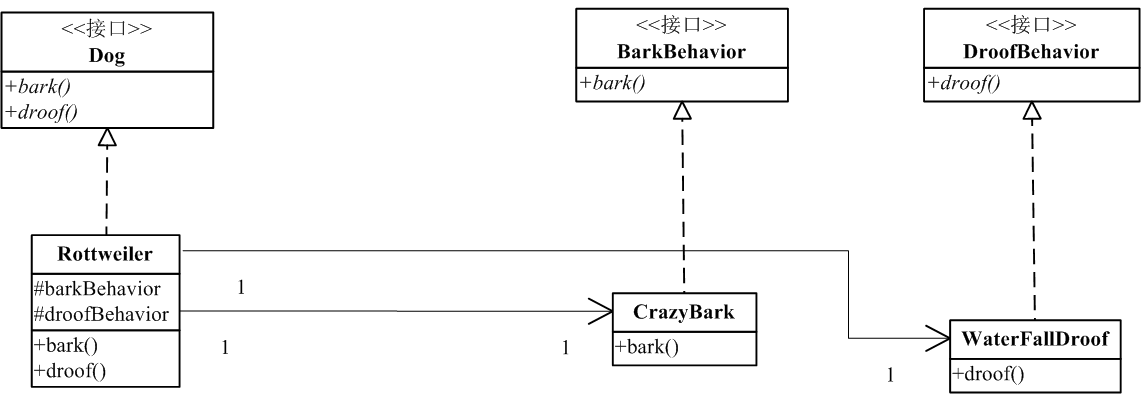 <<接口>>
Dog
+bark()
+droof()
<<接口>>
BarkBehavior
+bark()
<<接口>>
DroofBehavior
+droof()
Rottweiler
#barkBehavior
#droofBehavior
+bark()
+droof()
1
1
1
CrazyBark
+bark()
1
WaterFallDroof
+droof()